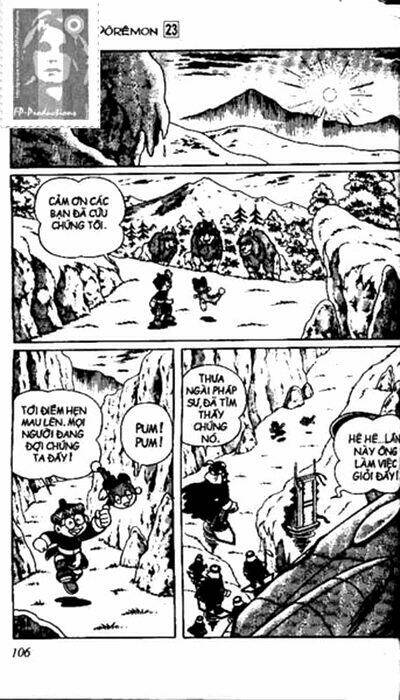 DÔRÊMON 23
FP-Productions
CẢM ƠN CÁC
BẠN ĐÃ CỨU
CHÚNG TÔI.
TỚI ĐIỂM HẸN
MAU LÊN. MỌI
NGƯỜI ĐANG
ĐỢI CHÚNG
TA ĐẤY!
PUM!
PUM!
THƯA
NGÀI PHÁP
SƯ, ĐÃ TÌM
THẤY
CHÚNG
NÓ.
HÊ HÊ...LẦN
NÀY ÔNG
LÀM VIỆC
GIỎI ĐẤY!
106